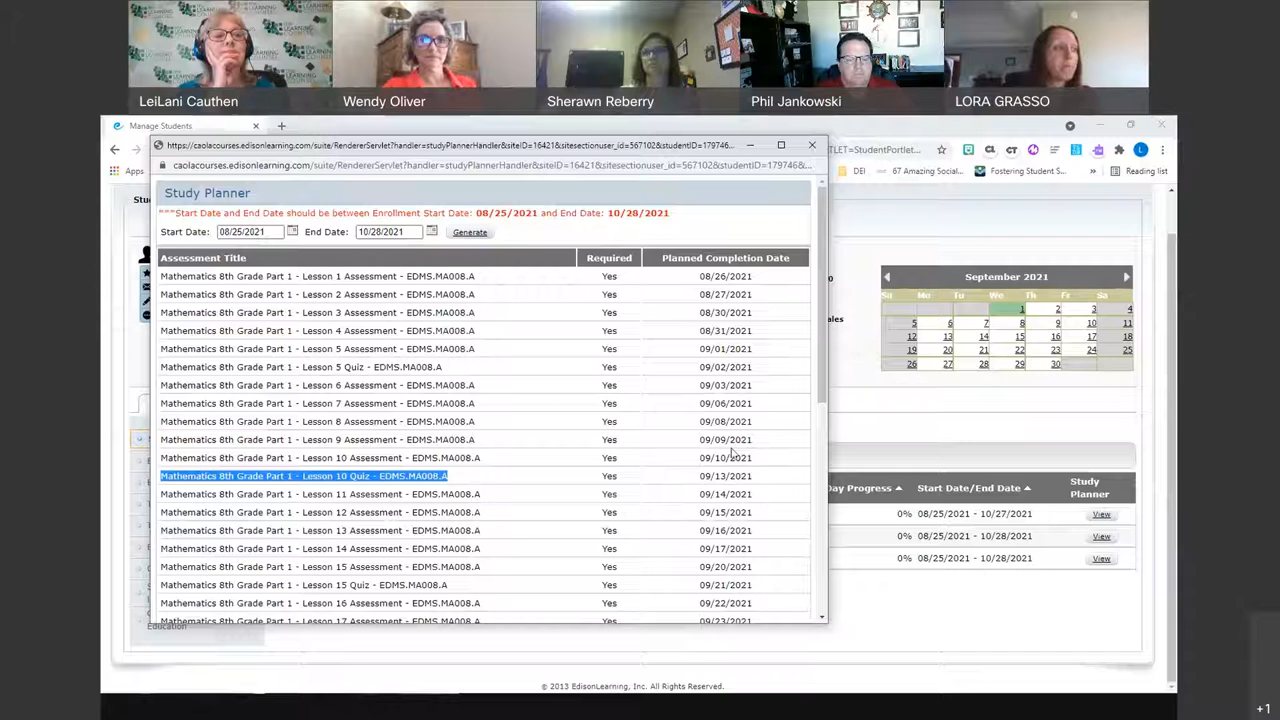 LeiLani Cauthen
Wendy Oliver
Sherawn Reberry
Phil Jankowski
LORA GRASSO
Manage Students
https://caolacourses.edisonlearning.com/suite/RendererServlet?handler=studyPlannerHandler&siteID=16421&sitesectionuser_id=567102&studentID=179746&...
caolacourses.edisonlearning.com/suite/RendererServlet?handler=studyPlannerHandler&siteID=16421&sitesectionuser_id=567102&studentID=179746&...
TLET=StudentPortlet...
Apps
DEI
67 Amazing Social...
Fostering Student S...
Reading list
Study Planner
***Start Date and End Date should be between Enrollment Start Date: 08/25/2021 and End Date: 10/28/2021
Start Date: 08/25/2021 End Date: 10/28/2021 Generate
Assessment Title Required Planned Completion Date
Mathematics 8th Grade Part 1 - Lesson 1 Assessment - EDMS.MA008.A Yes 08/26/2021
Mathematics 8th Grade Part 1 - Lesson 2 Assessment - EDMS.MA008.A Yes 08/27/2021
Mathematics 8th Grade Part 1 - Lesson 3 Assessment - EDMS.MA008.A Yes 08/30/2021
Mathematics 8th Grade Part 1 - Lesson 4 Assessment - EDMS.MA008.A Yes 08/31/2021
Mathematics 8th Grade Part 1 - Lesson 5 Assessment - EDMS.MA008.A Yes 09/01/2021
Mathematics 8th Grade Part 1 - Lesson 5 Quiz - EDMS.MA008.A Yes 09/02/2021
Mathematics 8th Grade Part 1 - Lesson 6 Assessment - EDMS.MA008.A Yes 09/03/2021
Mathematics 8th Grade Part 1 - Lesson 7 Assessment - EDMS.MA008.A Yes 09/06/2021
Mathematics 8th Grade Part 1 - Lesson 8 Assessment - EDMS.MA008.A Yes 09/08/2021
Mathematics 8th Grade Part 1 - Lesson 9 Assessment - EDMS.MA008.A Yes 09/09/2021
Mathematics 8th Grade Part 1 - Lesson 10 Assessment - EDMS.MA008.A Yes 09/10/2021
Mathematics 8th Grade Part 1 - Lesson 10 Quiz - EDMS.MA008.A Yes 09/13/2021
Mathematics 8th Grade Part 1 - Lesson 11 Assessment - EDMS.MA008.A Yes 09/14/2021
Mathematics 8th Grade Part 1 - Lesson 12 Assessment - EDMS.MA008.A Yes 09/15/2021
Mathematics 8th Grade Part 1 - Lesson 13 Assessment - EDMS.MA008.A Yes 09/16/2021
Mathematics 8th Grade Part 1 - Lesson 14 Assessment - EDMS.MA008.A Yes 09/17/2021
Mathematics 8th Grade Part 1 - Lesson 15 Assessment - EDMS.MA008.A Yes 09/20/2021
Mathematics 8th Grade Part 1 - Lesson 15 Quiz - EDMS.MA008.A Yes 09/21/2021
Mathematics 8th Grade Part 1 - Lesson 16 Assessment - EDMS.MA008.A Yes 09/22/2021
Mathematics 8th Grade Part 1 - Lesson 17 Assessment - EDMS.MA008.A Yes 09/23/2021
Education
September 2021
Su Mo Tu We Th Fr Sa
1 2 3 4
5 6 7 8 9 10 11
12 13 14 15 16 17 18
19 20 21 22 23 24 25
26 27 28 29 30
ales
Day Progress Start Date/End Date Study Planner
0% 08/25/2021 - 10/27/2021 View
0% 08/25/2021 - 10/28/2021 View
0% 08/25/2021 - 10/28/2021 View
© 2013 EdisonLearning, Inc. All Rights Reserved.
+1